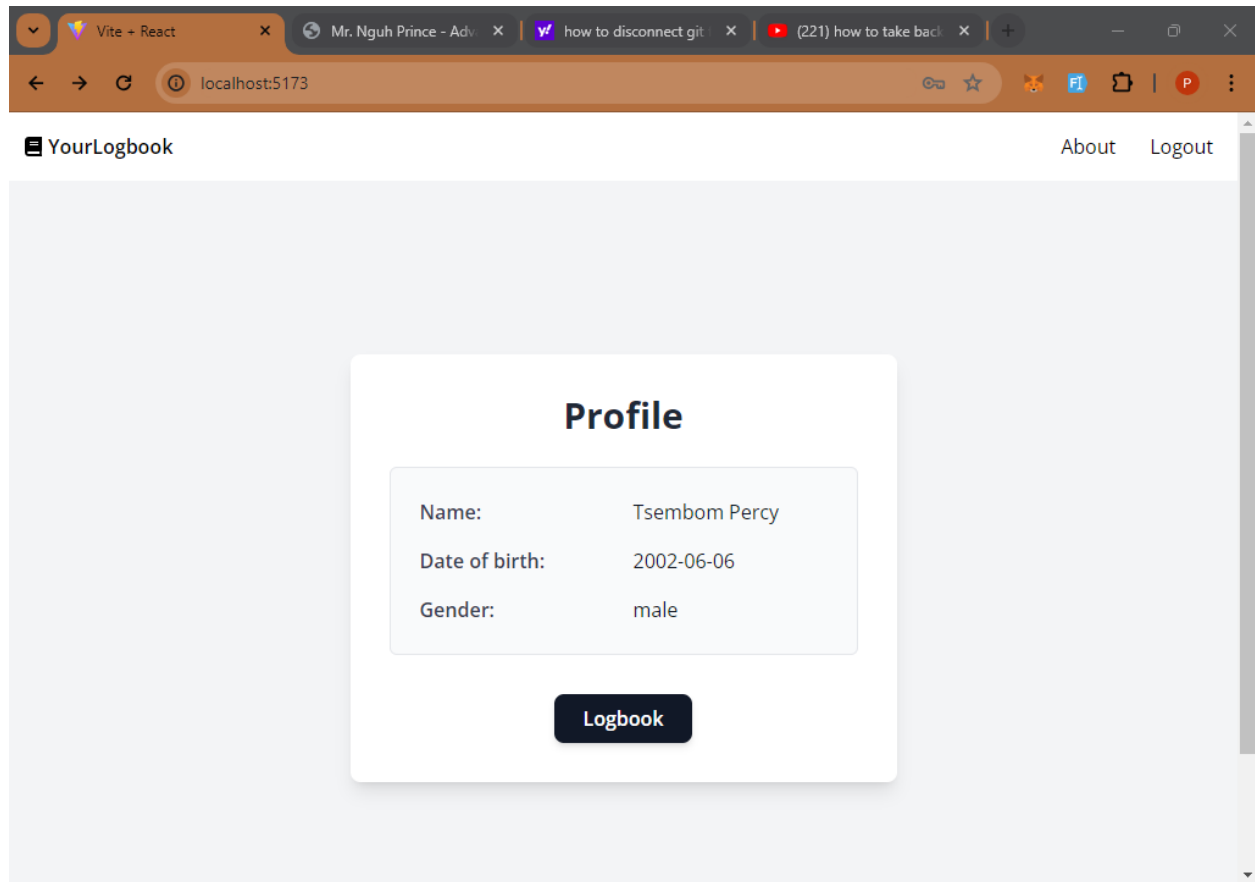 Vite + React
Mr. Nguh Prince - Adv
how to disconnect git
(221) how to take back
localhost:5173
P
YourLogbook
About Logout
Profile
Name: Tsembom Percy
Date of birth: 2002-06-06
Gender: male
Logbook